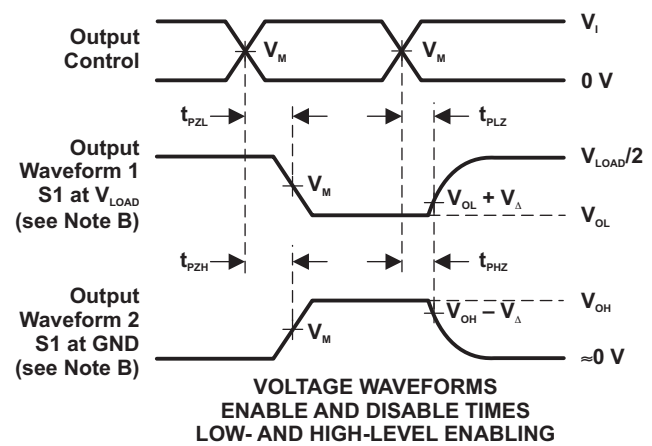 Output
Control
V_M
V_M
V_I
0 V
t_PZL
t_PLZ
Output
Waveform 1
S1 at V_LOAD
(see Note B)
V_M
V_OL + V_Δ
V_LOAD/2
V_OL
t_PZH
t_PHZ
Output
Waveform 2
S1 at GND
(see Note B)
V_M
V_OH − V_Δ
V_OH
≈0 V
VOLTAGE WAVEFORMS
ENABLE AND DISABLE TIMES
LOW- AND HIGH-LEVEL ENABLING